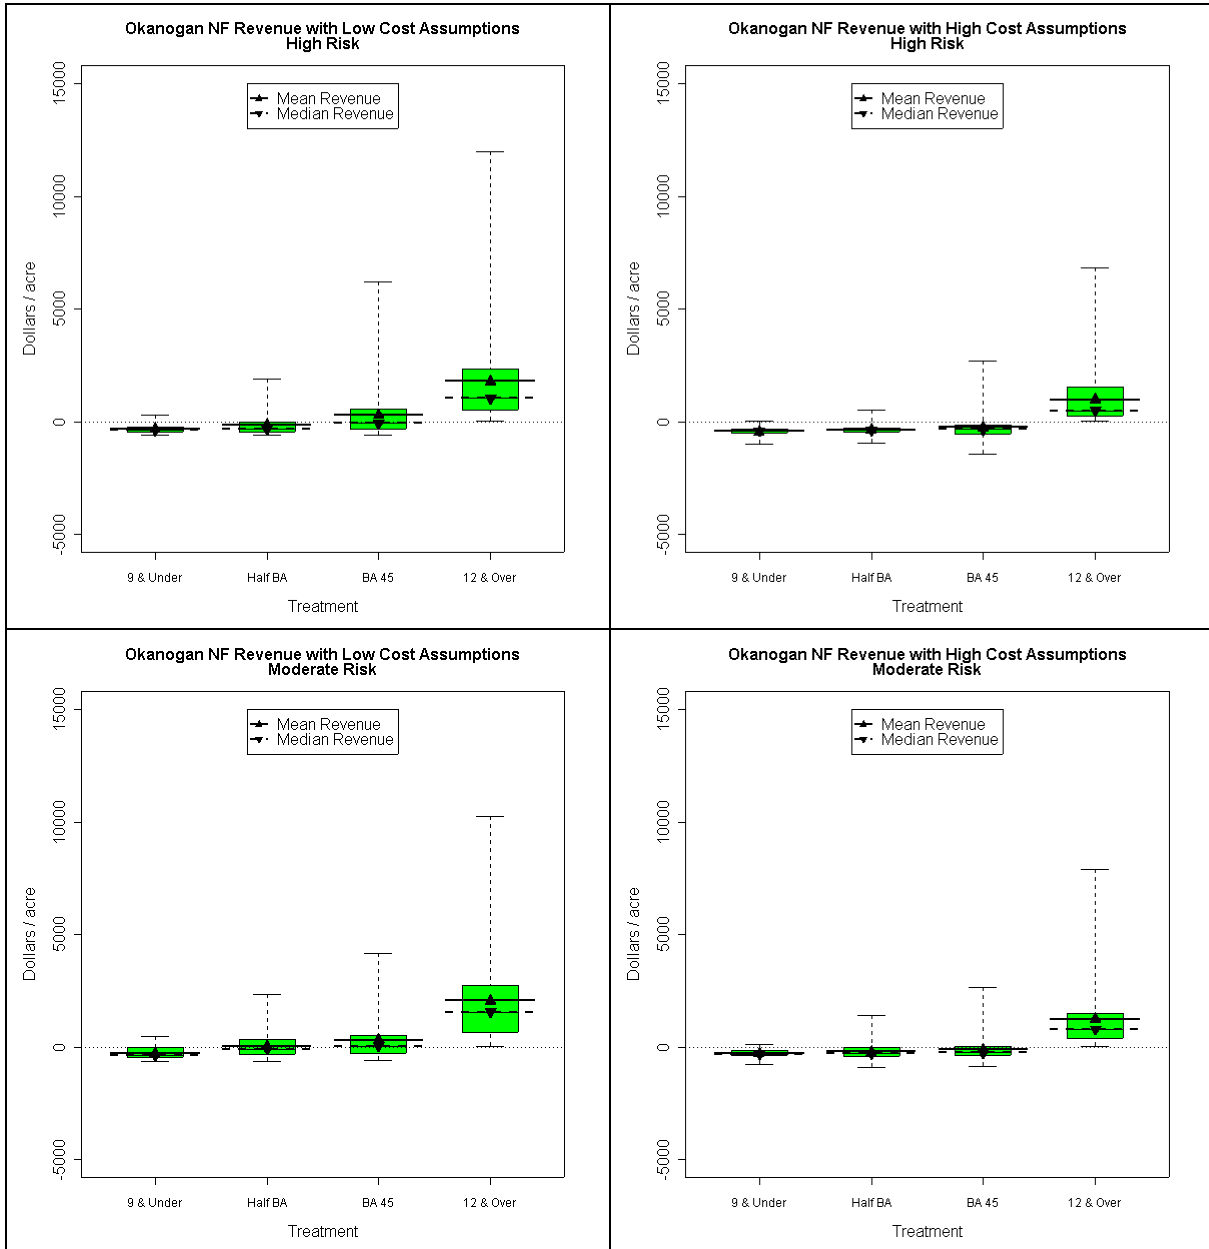 Okanogan NF Revenue with Low Cost Assumptions
High Risk
Mean Revenue
Median Revenue
15000
10000
5000
0
-5000
Dollars / acre
9 & Under
Half BA
BA 45
12 & Over
Treatment
Okanogan NF Revenue with High Cost Assumptions
High Risk
Mean Revenue
Median Revenue
15000
10000
5000
0
-5000
Dollars / acre
9 & Under
Half BA
BA 45
12 & Over
Treatment
Okanogan NF Revenue with Low Cost Assumptions
Moderate Risk
Mean Revenue
Median Revenue
15000
10000
5000
0
-5000
Dollars / acre
9 & Under
Half BA
BA 45
12 & Over
Treatment
Okanogan NF Revenue with High Cost Assumptions
Moderate Risk
Mean Revenue
Median Revenue
15000
10000
5000
0
-5000
Dollars / acre
9 & Under
Half BA
BA 45
12 & Over
Treatment